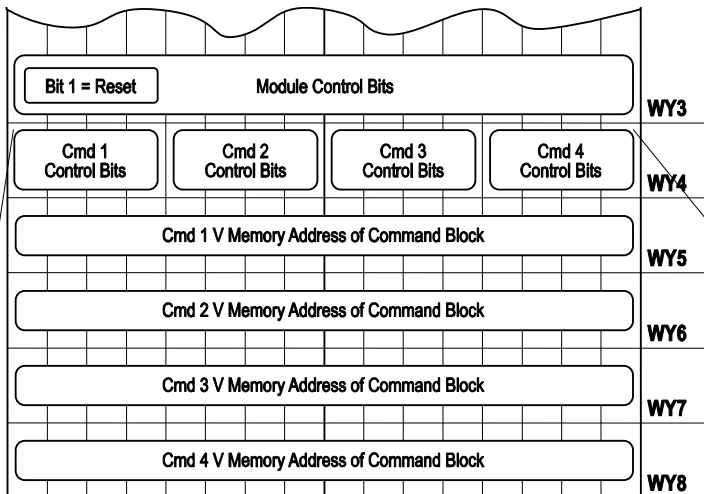 Bit 1 = Reset
Module Control Bits
WY3
Cmd 1
Control Bits
Cmd 2
Control Bits
Cmd 3
Control Bits
Cmd 4
Control Bits
WY4
Cmd 1 V Memory Address of Command Block
WY5
Cmd 2 V Memory Address of Command Block
WY6
Cmd 3 V Memory Address of Command Block
WY7
Cmd 4 V Memory Address of Command Block
WY8